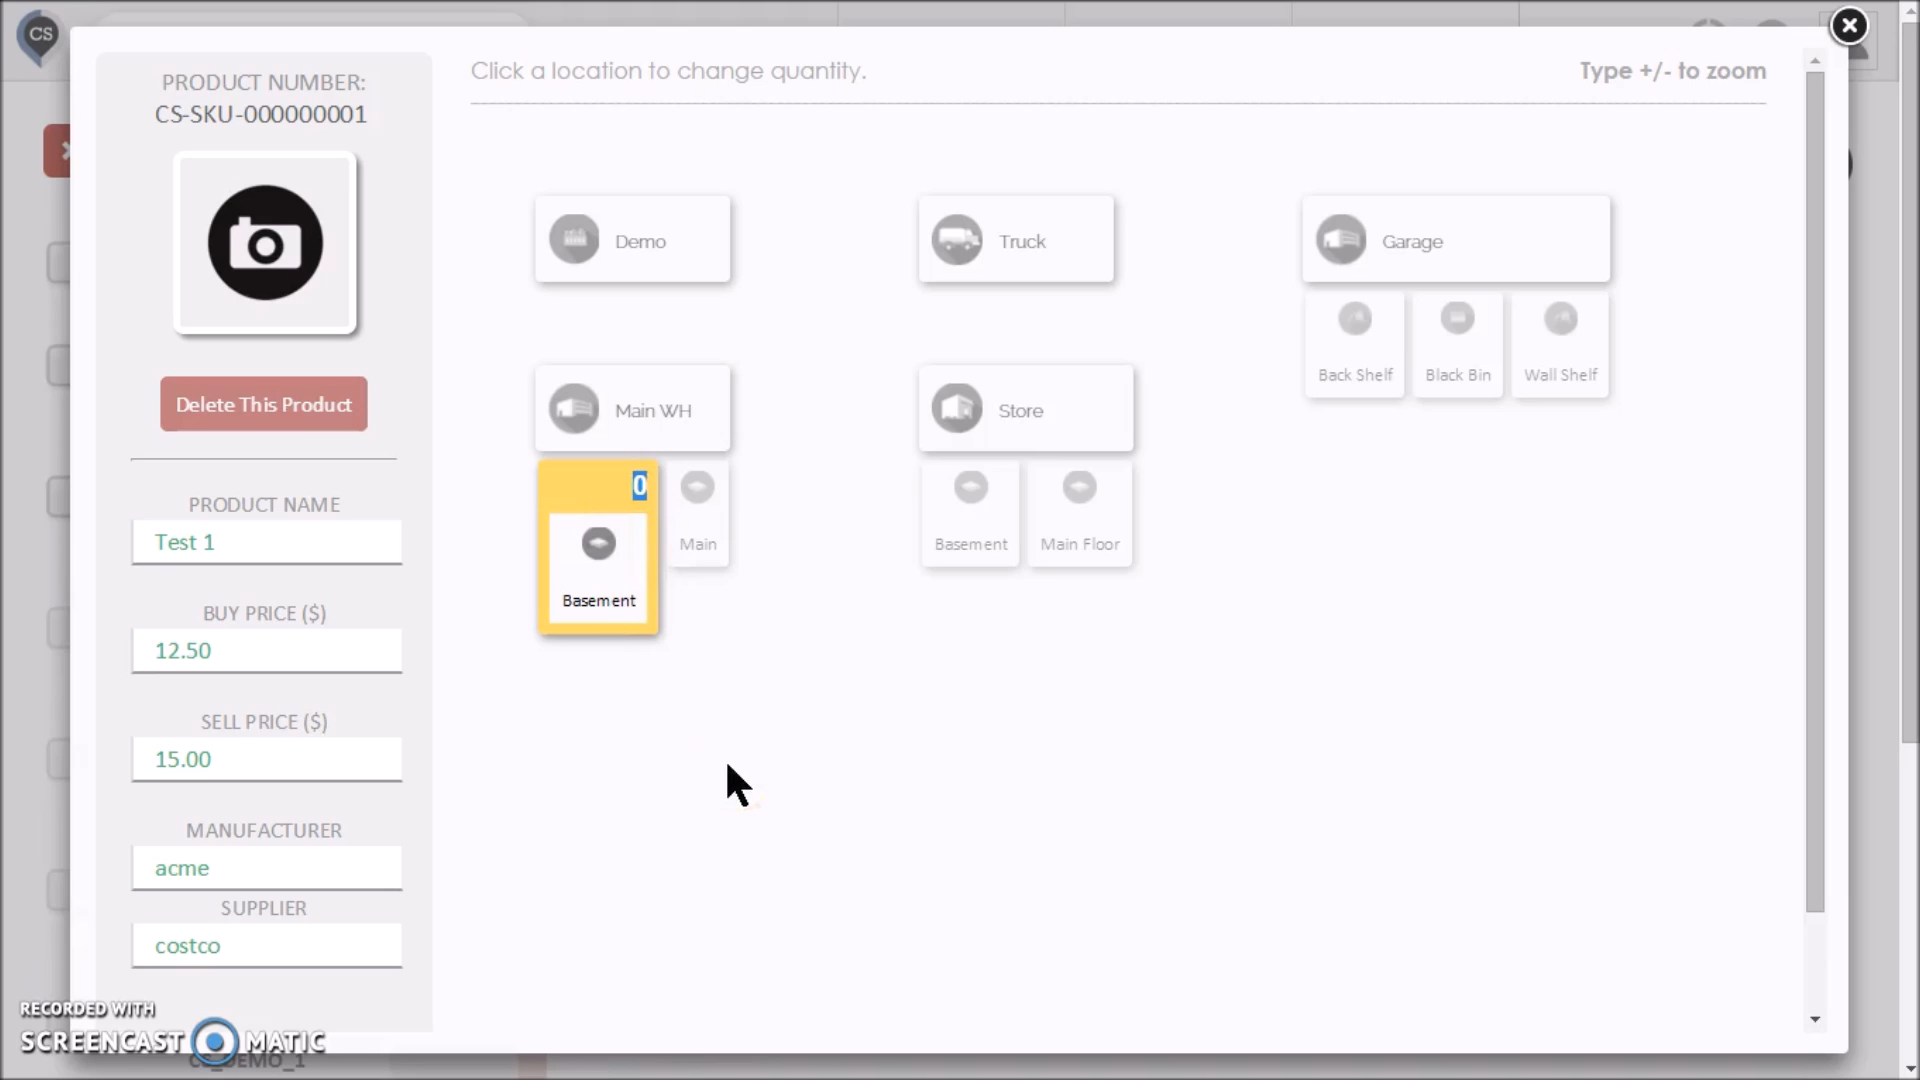 CS
PRODUCT NUMBER:
CS-SKU-000000001
Delete This Product
PRODUCT NAME
Test 1
BUY PRICE ($)
12.50
SELL PRICE ($)
15.00
MANUFACTURER
acme
SUPPLIER
costco
Click a location to change quantity.
Type +/- to zoom
Demo
Truck
Garage
Back Shelf
Black Bin
Wall Shelf
Main WH
Store
0
Basement
Main
Basement
Main Floor
RECORDED WITH
SCREENCAST MATIC
CS_DEMO_1